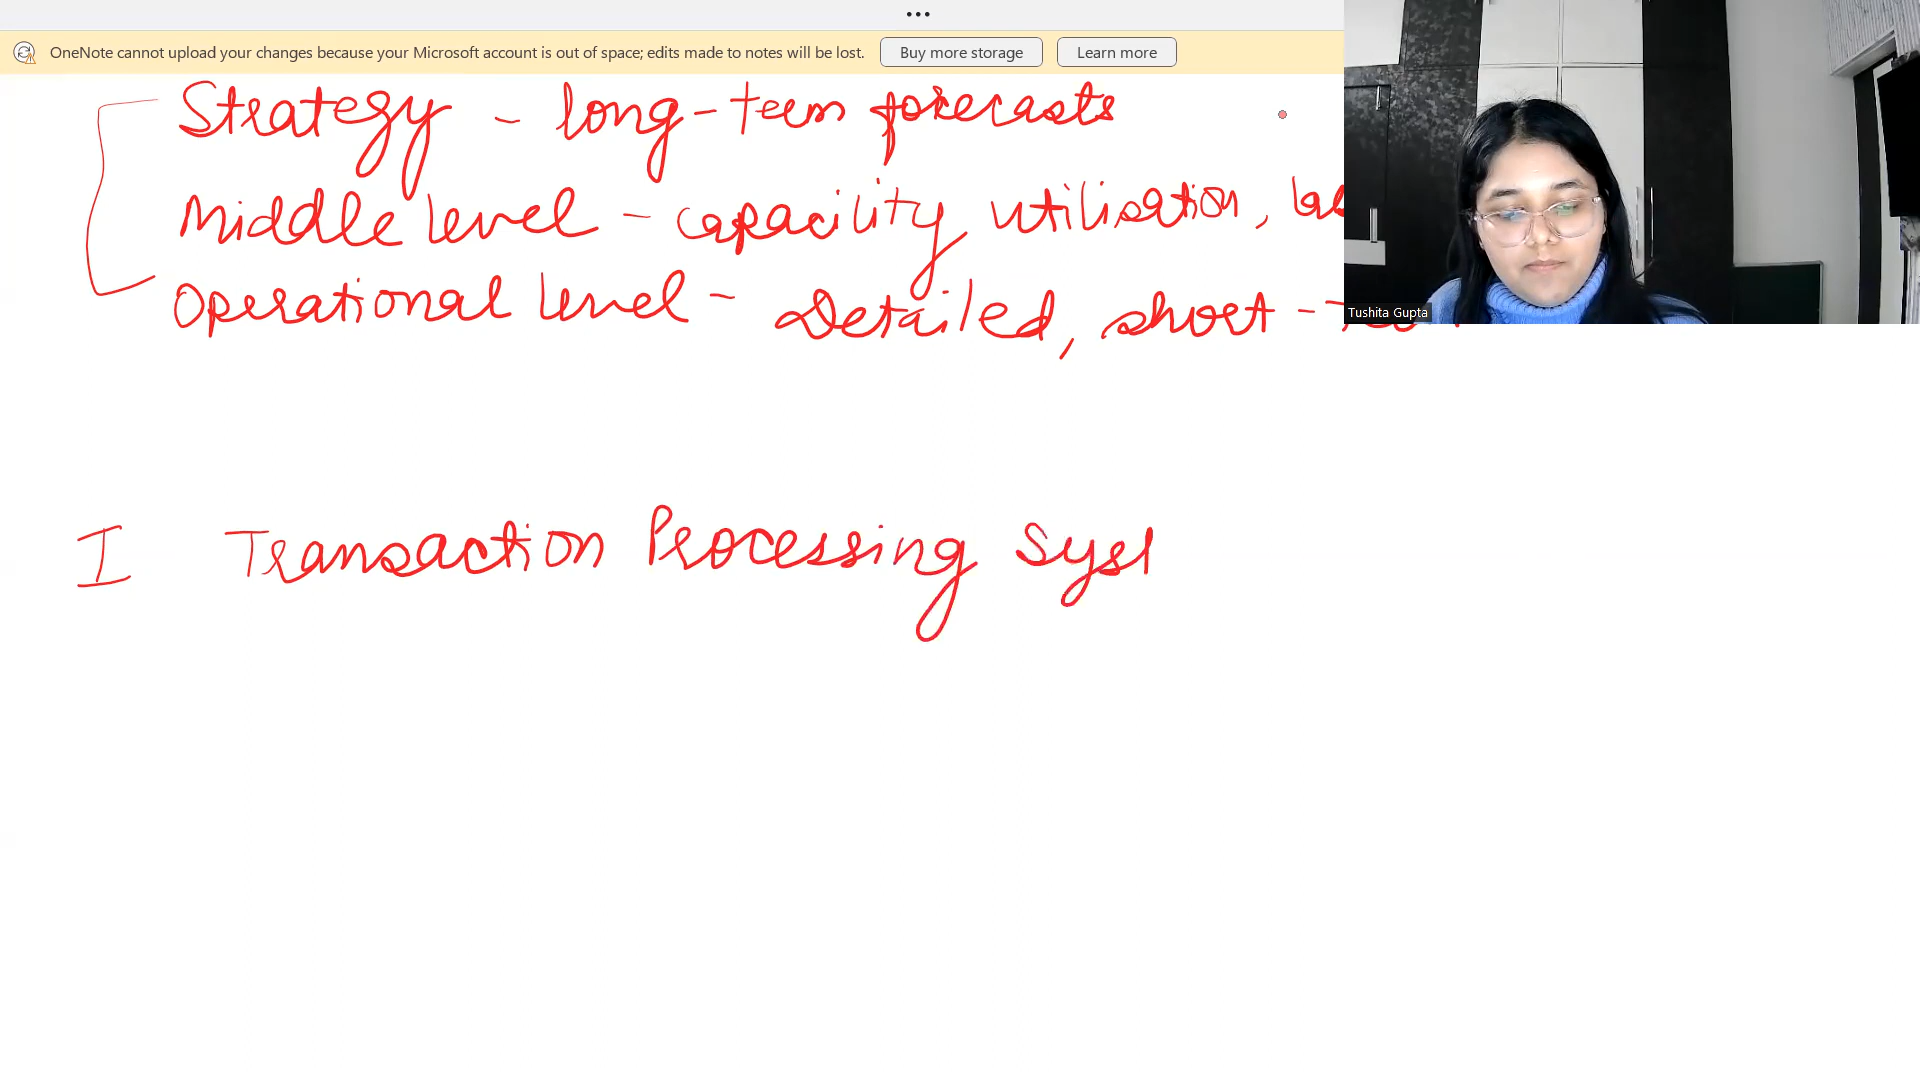 OneNote cannot upload your changes because your Microsoft account is out of space; edits made to notes will be lost. Buy more storage Learn more
Strategy - long-term forecasts
Middle level - capacility utilisation,
Operational level - Detailed, short-
Tushita Gupta
I Transaction Processing Syst